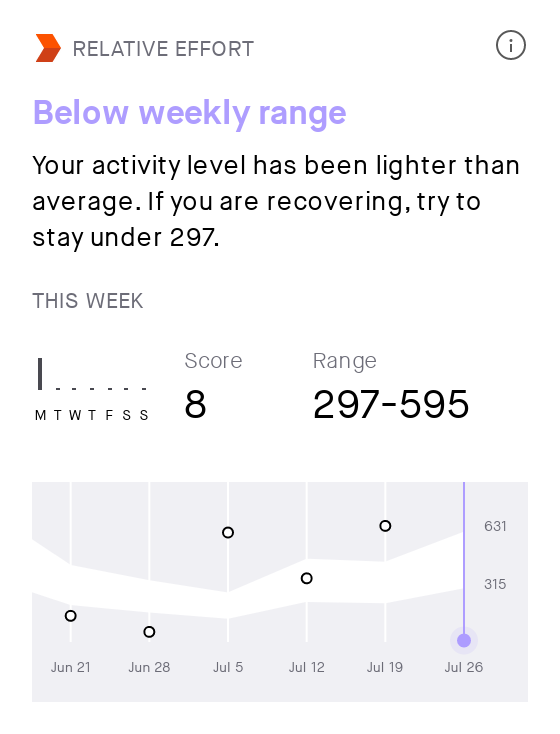 RELATIVE EFFORT
Below weekly range
Your activity level has been lighter than
average. If you are recovering, try to
stay under 297.
THIS WEEK
Score
Range
M T W T F S S
8
297-595
631
315
Jun 21
Jun 28
Jul 5
Jul 12
Jul 19
Jul 26